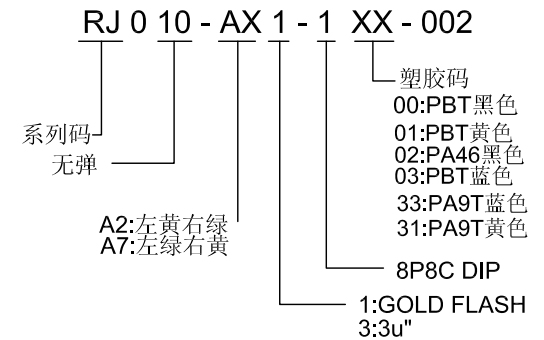 RJ 0 10 - AX 1 - 1 XX - 002
塑胶码
00:PBT黑色
系列码
01:PBT黄色
无弹
02:PA46黑色
03:PBT蓝色
33:PA9T蓝色
A2:左黄右绿
31:PA9T黄色
A7:左绿右黄
8P8C DIP
1:GOLD FLASH
3:3u"